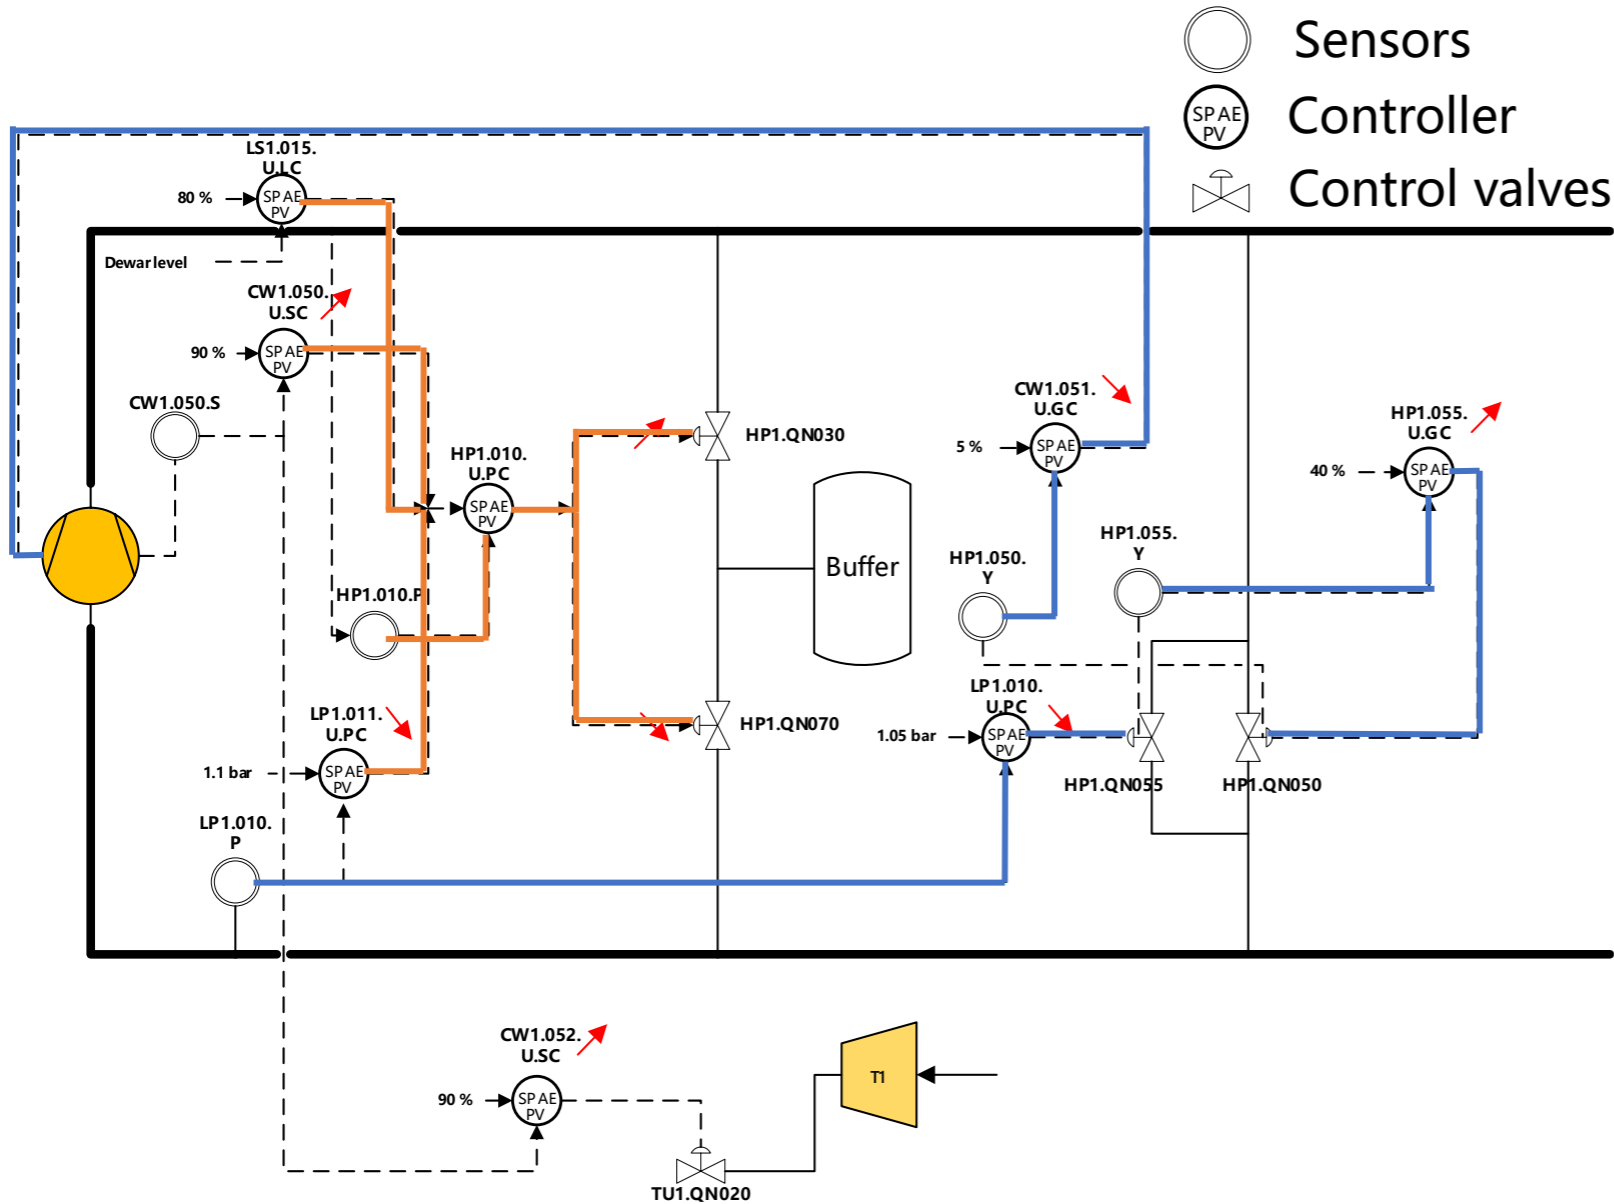 Sensors
SP AE
PV
Controller
Control valves
LS1.015.
U.LC
80 %
SP AE
PV
Dewar level
CW1.050.
U.SC
90 %
SP AE
PV
CW1.050.S
HP1.010.
U.PC
SP AE
PV
HP1.QN030
Buffer
CW1.051.
U.GC
5 %
SP AE
PV
HP1.055.
U.GC
40 %
SP AE
PV
HP1.050.
Y
HP1.055.
Y
HP1.010.P
LP1.011.
U.PC
1.1 bar
SP AE
PV
HP1.QN070
LP1.010.
U.PC
1.05 bar
SP AE
PV
HP1.QN055
HP1.QN050
LP1.010.
P
CW1.052.
U.SC
90 %
SP AE
PV
T1
TU1.QN020